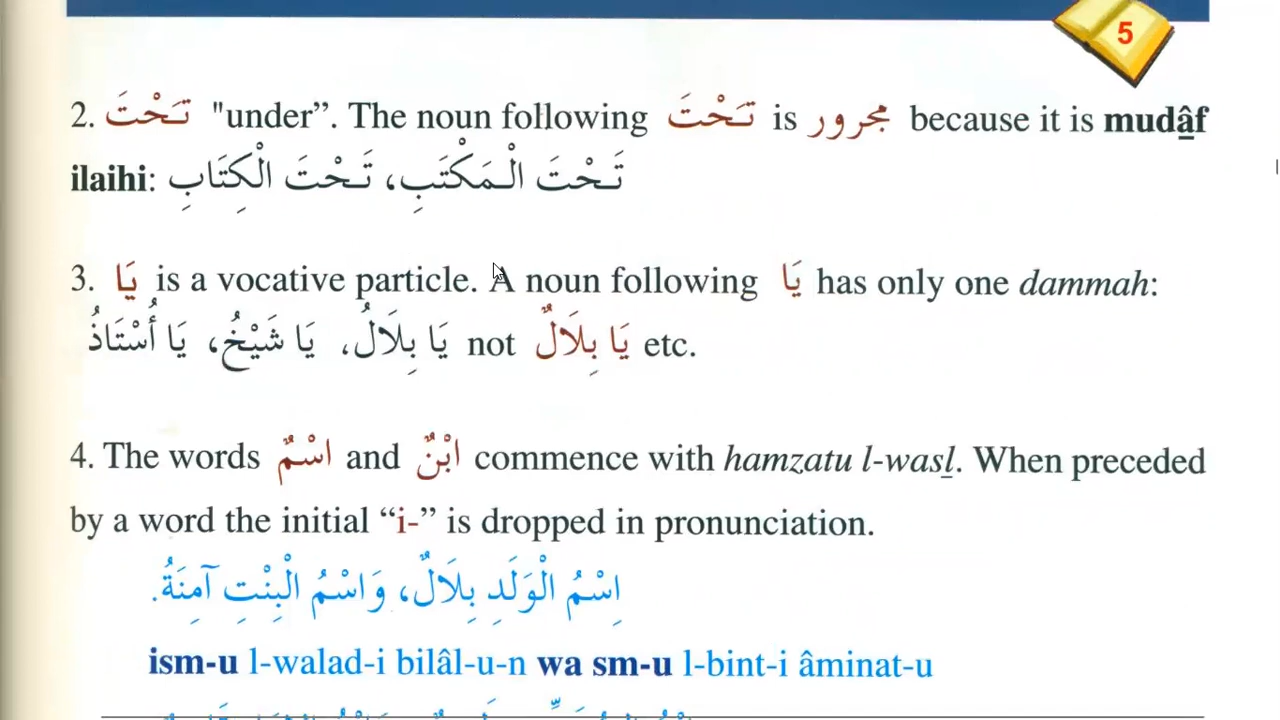 5
2. تَحْتَ "under”. The noun following تَحْتَ is مجرور because it is mudâf
ilaihi: تَحْتَ الْمَكْتَبِ، تَحْتَ الْكِتَابِ
3. يَا is a vocative particle. A noun following يَا has only one dammah:
يَا بِلَالُ، يَا شَيْخُ، يَا أُسْتَاذُ not يَا بِلَالٌ etc.
4. The words اسْمٌ and ابْنٌ commence with hamzatu l-wasl. When preceded
by a word the initial “i-” is dropped in pronunciation.
اِسْمُ الْوَلَدِ بِلَالٌ، وَاسْمُ الْبِنْتِ آمِنَةُ.
ism-u l-walad-i bilâl-u-n wa sm-u l-bint-i âminat-u